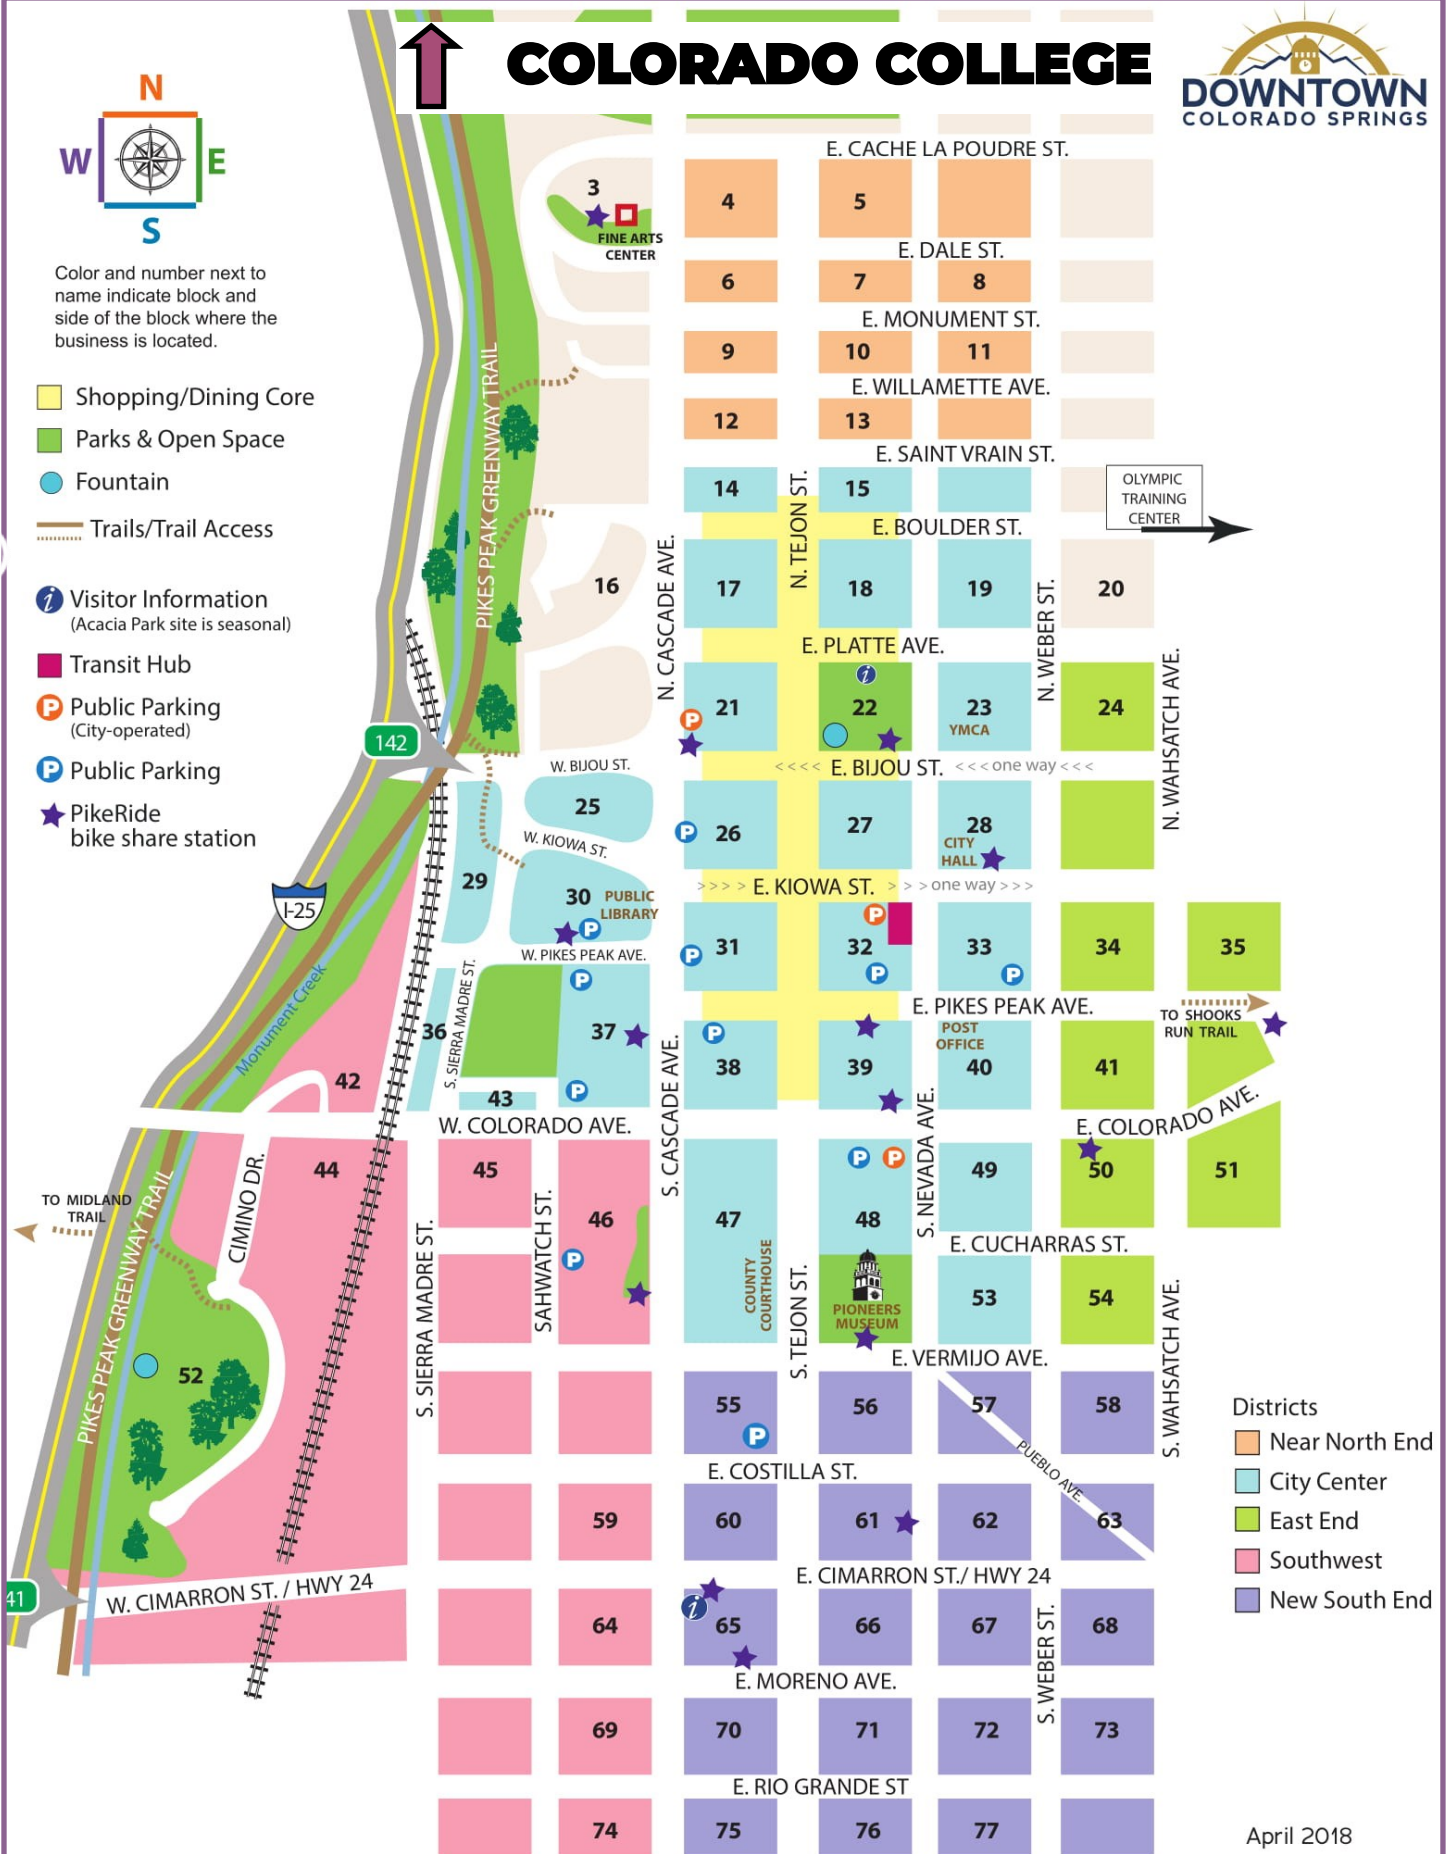 COLORADO COLLEGE
DOWNTOWN
COLORADO SPRINGS
N
W
E
S
Color and number next to
name indicate block and
side of the block where the
business is located.
Shopping/Dining Core
Parks & Open Space
Fountain
Trails/Trail Access
i Visitor Information
(Acacia Park site is seasonal)
Transit Hub
P Public Parking
(City-operated)
P Public Parking
PikeRide
bike share station
E. CACHE LA POUDRE ST.
3
FINE ARTS
CENTER
4
5
E. DALE ST.
6
7
8
E. MONUMENT ST.
9
10
11
E. WILLAMETTE AVE.
12
13
E. SAINT VRAIN ST.
14
15
N. TEJON ST.
OLYMPIC
TRAINING
CENTER
E. BOULDER ST.
PIKES PEAK GREENWAY TRAIL
16
N. CASCADE AVE.
17
18
19
N. WEBER ST.
20
E. PLATTE AVE.
i
21
P
22
23
YMCA
24
N. WAHSATCH AVE.
142
W. BIJOU ST.
<<<< E. BIJOU ST. <<< one way <<<
25
P
26
27
28
CITY
HALL
W. KIOWA ST.
>>>> E. KIOWA ST. >>> one way >>>
29
30
PUBLIC
LIBRARY
P
I-25
31
P
32
P
P
33
P
34
35
W. PIKES PEAK AVE.
E. PIKES PEAK AVE.
TO SHOOKS
RUN TRAIL
Monument Creek
36
S. SIERRA MADRE ST.
P
37
P
P
38
39
POST
OFFICE
40
41
42
43
S. CASCADE AVE.
S. NEVADA AVE.
W. COLORADO AVE.
E. COLORADO AVE.
TO MIDLAND
TRAIL
CIMINO DR.
44
45
46
P
47
COUNTY
COURTHOUSE
P
P
48
49
50
51
SAHWATCH ST.
S. SIERRA MADRE ST.
E. CUCHARRAS ST.
PIONEERS
MUSEUM
53
54
S. TEJON ST.
S. WAHSATCH AVE.
E. VERMIJO AVE.
PIKES PEAK GREENWAY TRAIL
52
55
P
56
57
58
PUEBLO AVE.
E. COSTILLA ST.
59
60
61
62
63
41
W. CIMARRON ST. / HWY 24
E. CIMARRON ST./ HWY 24
i
64
65
66
67
68
S. WEBER ST.
E. MORENO AVE.
69
70
71
72
73
E. RIO GRANDE ST
74
75
76
77
Districts
Near North End
City Center
East End
Southwest
New South End
April 2018